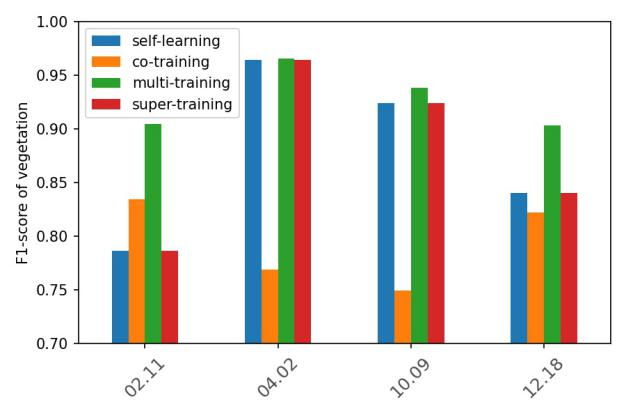 1.00
0.95
0.90
0.85
0.80
0.75
0.70
F1-score of vegetation
self-learning
co-training
multi-training
super-training
02.11
04.02
10.09
12.18